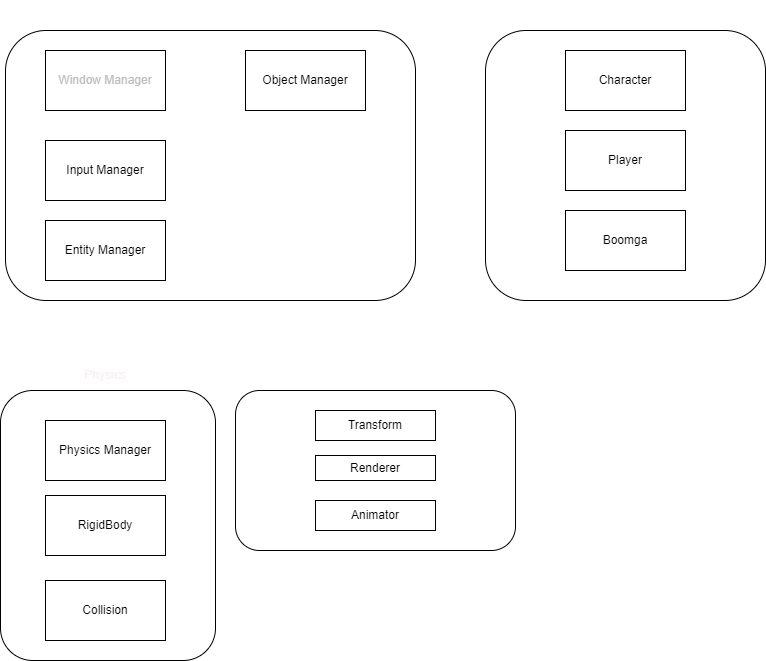 Window Manager
Object Manager
Input Manager
Entity Manager
Character
Player
Boomga
Physics
Physics Manager
RigidBody
Collision
Transform
Renderer
Animator